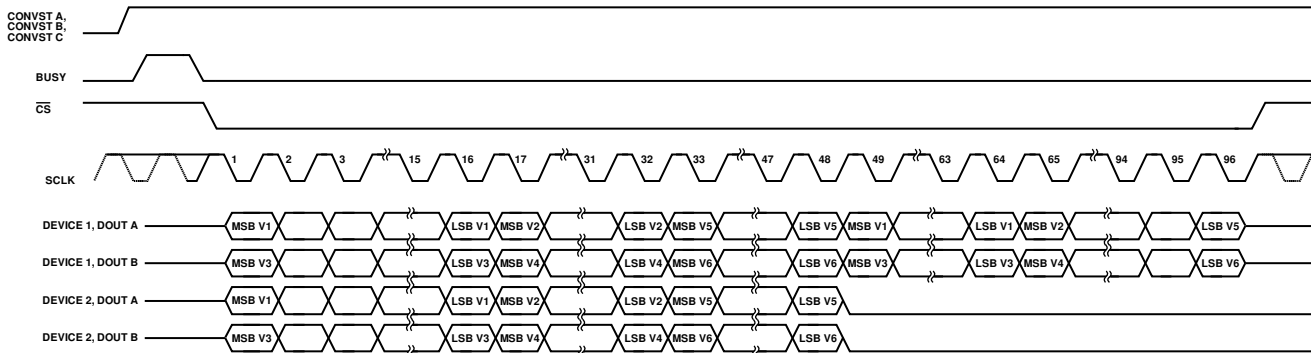 CONVST A,
CONVST B,
CONVST C
BUSY
CS
SCLK
1 2 3 15 16 17 31 32 33 47 48 49 63 64 65 94 95 96
DEVICE 1, DOUT A MSB V1 LSB V1 MSB V2 LSB V2 MSB V5 LSB V5 MSB V1 LSB V1 MSB V2 LSB V5
DEVICE 1, DOUT B MSB V3 LSB V3 MSB V4 LSB V4 MSB V6 LSB V6 MSB V3 LSB V3 MSB V4 LSB V6
DEVICE 2, DOUT A MSB V1 LSB V1 MSB V2 LSB V2 MSB V5 LSB V5
DEVICE 2, DOUT B MSB V3 LSB V3 MSB V4 LSB V4 MSB V6 LSB V6